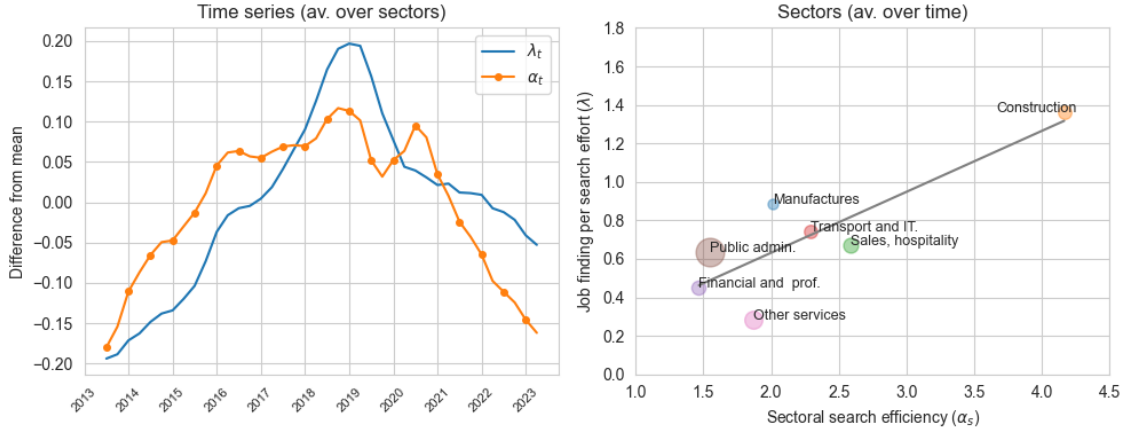 Time series (av. over sectors)
Difference from mean
0.20
0.15
0.10
0.05
0.00
−0.05
−0.10
−0.15
−0.20
λt
αt
2013
2014
2015
2016
2017
2018
2019
2020
2021
2022
2023
Sectors (av. over time)
Job finding per search effort (λ)
1.8
1.6
1.4
1.2
1.0
0.8
0.6
0.4
0.2
0.0
Construction
Manufactures
Transport and IT.
Sales, hospitality
Public admin.
Financial and prof.
Other services
1.0
1.5
2.0
2.5
3.0
3.5
4.0
4.5
Sectoral search efficiency (αs)